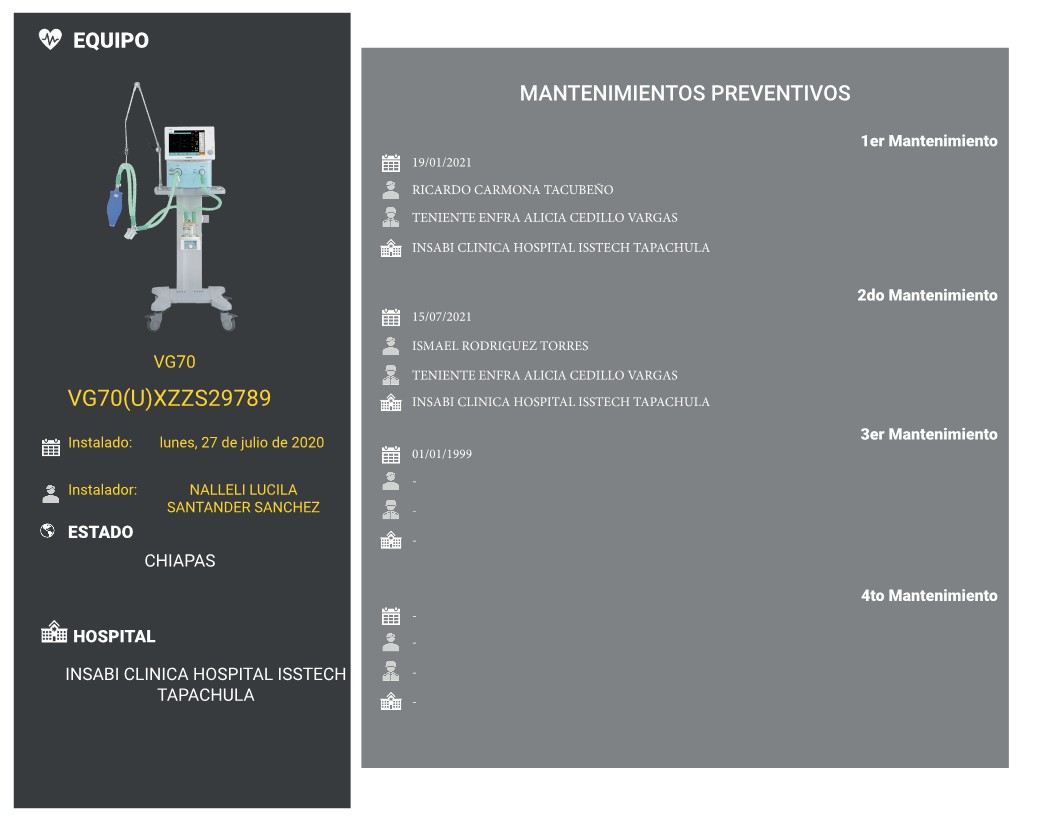 EQUIPO
VG70
VG70(U)XZZS29789
Instalado: lunes, 27 de julio de 2020
Instalador: NALLELI LUCILA
SANTANDER SANCHEZ
ESTADO
CHIAPAS
HOSPITAL
INSABI CLINICA HOSPITAL ISSTECH
TAPACHULA
MANTENIMIENTOS PREVENTIVOS
1er Mantenimiento
19/01/2021
RICARDO CARMONA TACUBEÑO
TENIENTE ENFRA ALICIA CEDILLO VARGAS
INSABI CLINICA HOSPITAL ISSTECH TAPACHULA
2do Mantenimiento
15/07/2021
ISMAEL RODRIGUEZ TORRES
TENIENTE ENFRA ALICIA CEDILLO VARGAS
INSABI CLINICA HOSPITAL ISSTECH TAPACHULA
3er Mantenimiento
01/01/1999
-
-
-
4to Mantenimiento
-
-
-
-